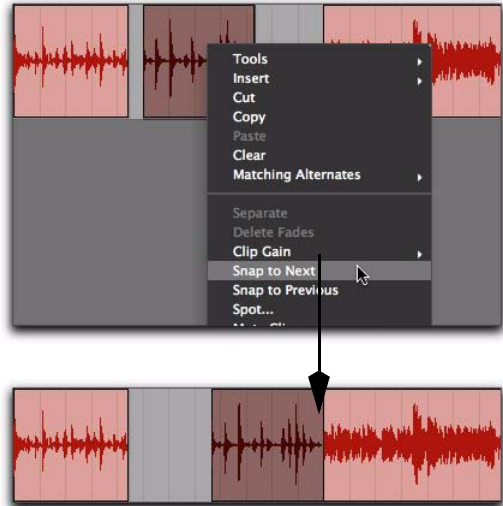 Tools
Insert
Cut
Copy
Paste
Clear
Matching Alternates
Separate
Delete Fades
Clip Gain
Snap to Next
Snap to Previous
Spot...